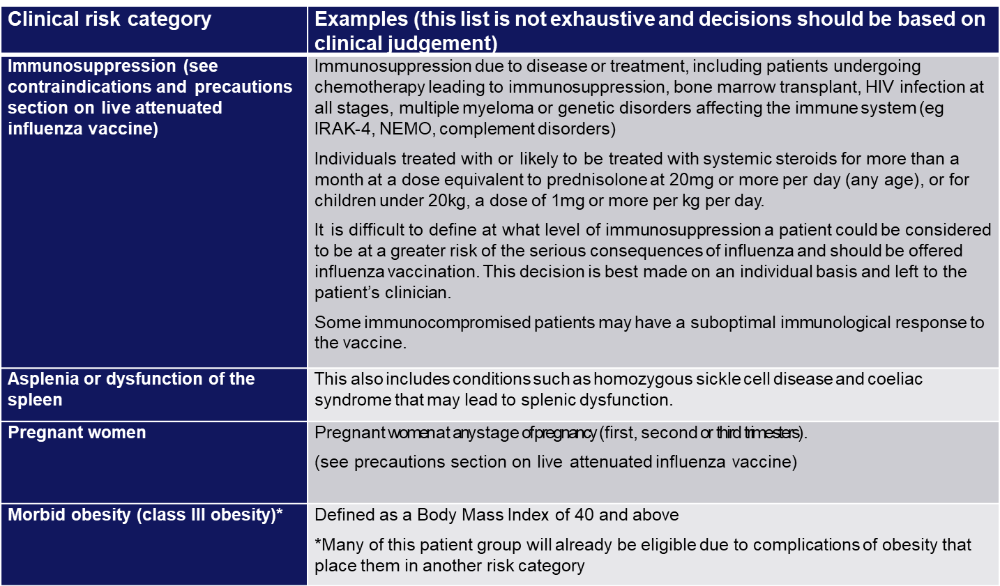 Clinical risk category
Examples (this list is not exhaustive and decisions should be based on
clinical judgement)
Immunosuppression (see
contraindications and precautions
section on live attenuated
influenza vaccine)
Immunosuppression due to disease or treatment, including patients undergoing
chemotherapy leading to immunosuppression, bone marrow transplant, HIV infection at
all stages, multiple myeloma or genetic disorders affecting the immune system (eg
IRAK-4, NEMO, complement disorders)
Individuals treated with or likely to be treated with systemic steroids for more than a
month at a dose equivalent to prednisolone at 20mg or more per day (any age), or for
children under 20kg, a dose of 1mg or more per kg per day.
It is difficult to define at what level of immunosuppression a patient could be considered
to be at a greater risk of the serious consequences of influenza and should be offered
influenza vaccination. This decision is best made on an individual basis and left to the
patient’s clinician.
Some immunocompromised patients may have a suboptimal immunological response to
the vaccine.
Asplenia or dysfunction of the
spleen
This also includes conditions such as homozygous sickle cell disease and coeliac
syndrome that may lead to splenic dysfunction.
Pregnant women
Pregnant women at any stage of pregnancy (first, second or third trimesters).
(see precautions section on live attenuated influenza vaccine)
Morbid obesity (class III obesity)*
Defined as a Body Mass Index of 40 and above
*Many of this patient group will already be eligible due to complications of obesity that
place them in another risk category